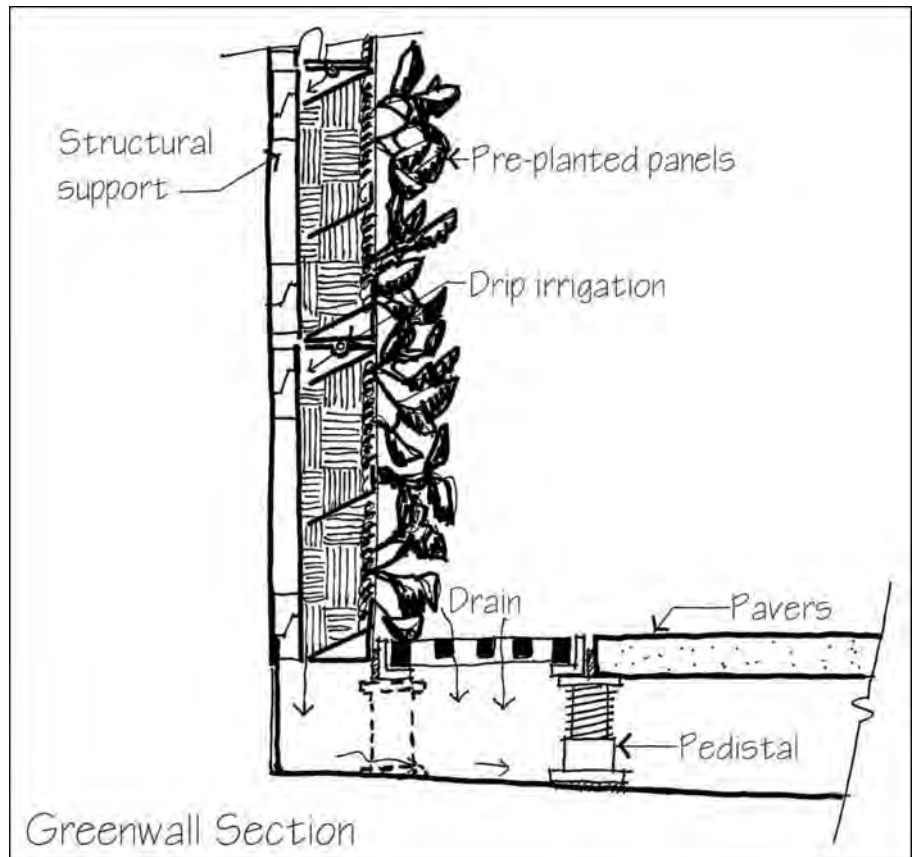 Structural
support
Pre-planted panels
Drip irrigation
Drain
Pavers
Pedistal
Greenwall Section